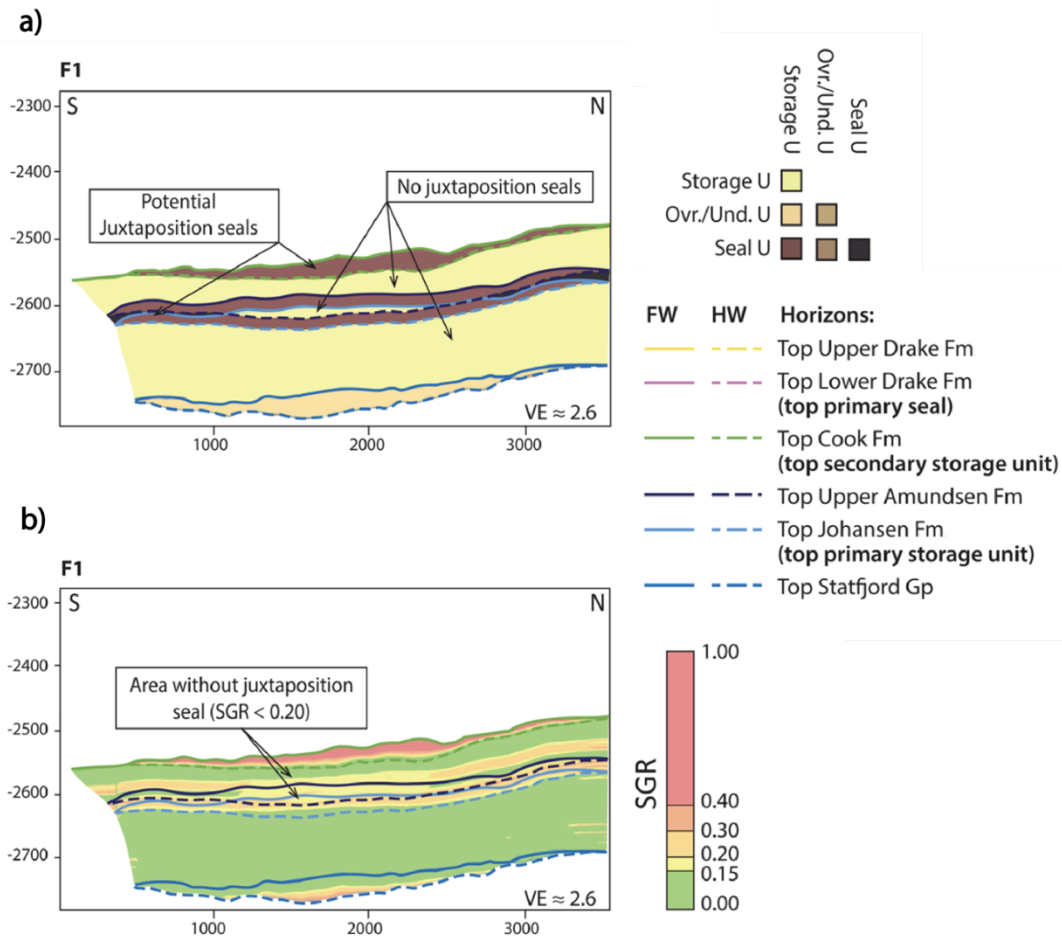 a)
F1
S
N
-2300
-2400
-2500
-2600
-2700
Potential
Juxtaposition seals
No juxtaposition seals
VE ≈ 2.6
1000
2000
3000
Storage U
Ovr./Und. U
Seal U
Storage U
Ovr./Und. U
Seal U
FW HW Horizons:
Top Upper Drake Fm
Top Lower Drake Fm
(top primary seal)
Top Cook Fm
(top secondary storage unit)
Top Upper Amundsen Fm
Top Johansen Fm
(top primary storage unit)
Top Statfjord Gp
b)
F1
S
N
-2300
-2400
-2500
-2600
-2700
Area without juxtaposition
seal (SGR < 0.20)
VE ≈ 2.6
1000
2000
3000
SGR
1.00
0.40
0.30
0.20
0.15
0.00